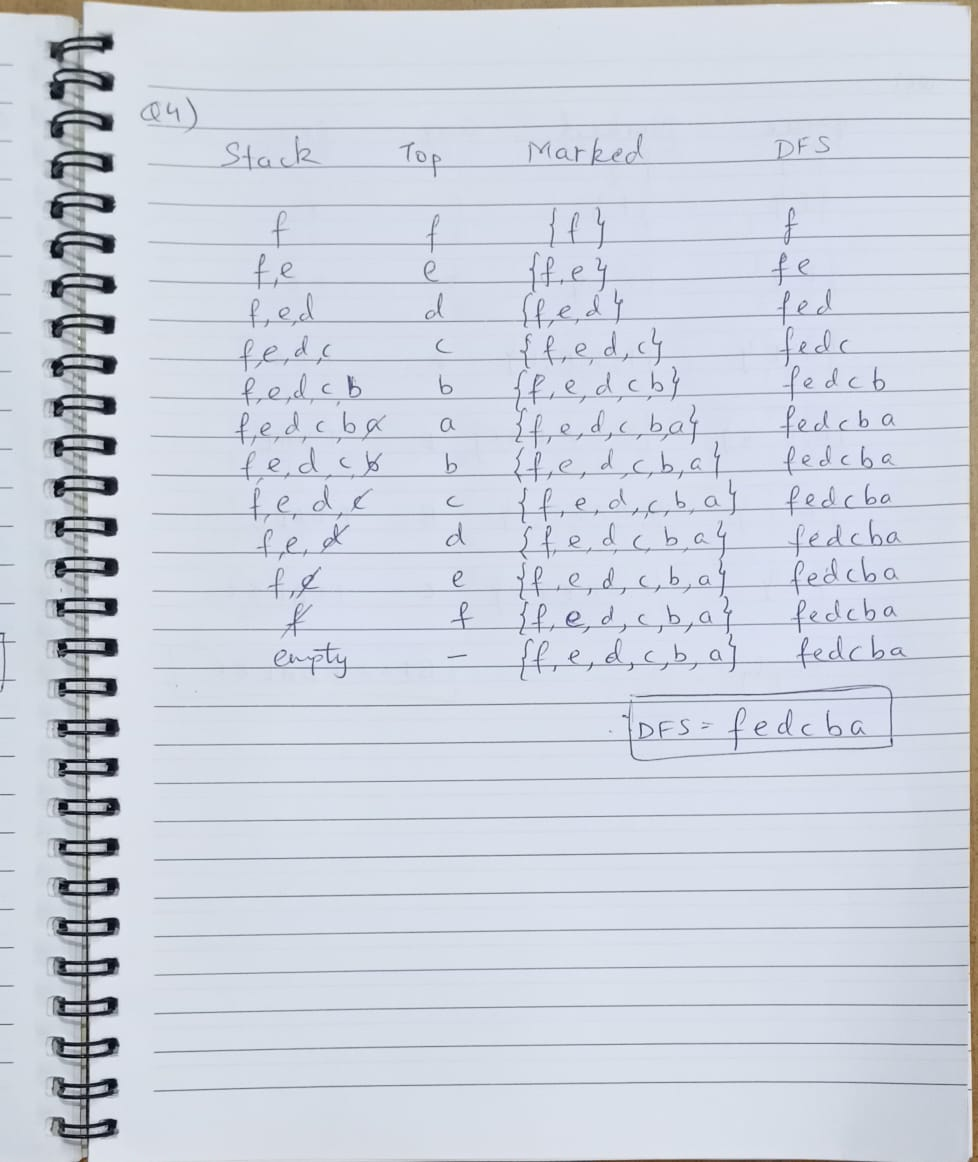 Q4)
Stack Top Marked DFS
f f {f} f
f,e e {f,e} fe
f,e,d d {f,e,d} fed
f,e,d,c c {f,e,d,c} fedc
f,e,d,c,b b {f,e,d,c,b} fedcb
f,e,d,c,b,a a {f,e,d,c,b,a} fedcba
f,e,d,c,b b {f,e,d,c,b,a} fedcba
f,e,d,c c {f,e,d,c,b,a} fedcba
f,e,d d {f,e,d,c,b,a} fedcba
f,e e {f,e,d,c,b,a} fedcba
f f {f,e,d,c,b,a} fedcba
empty - {f,e,d,c,b,a} fedcba
DFS = fedcba